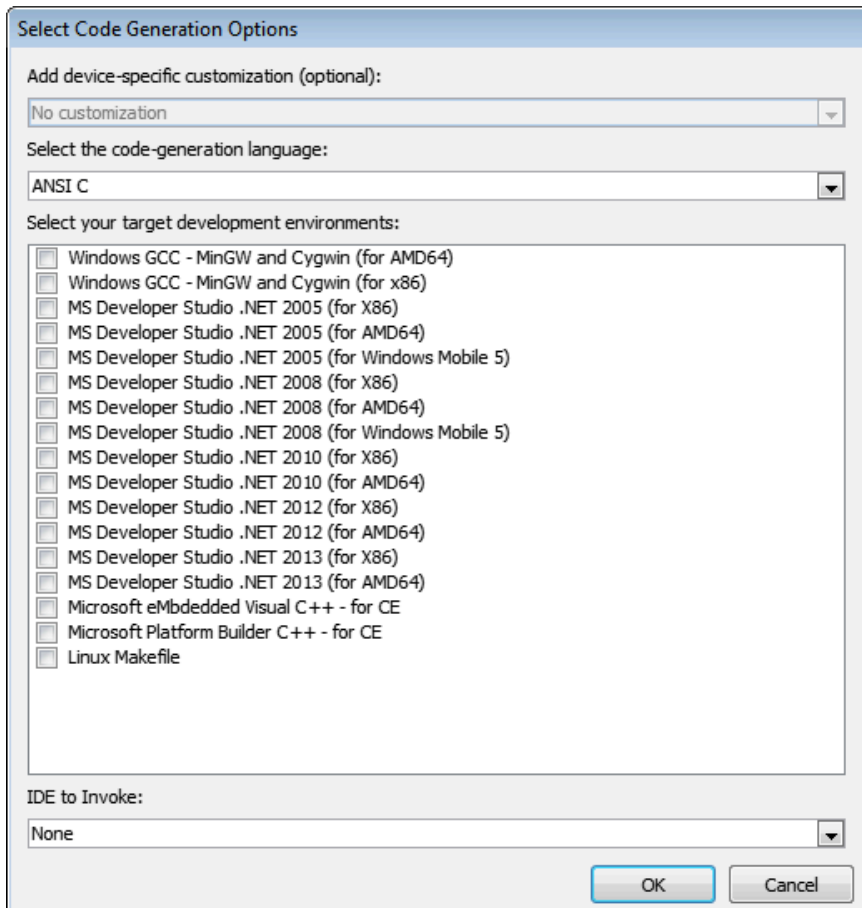 Select Code Generation Options
Add device-specific customization (optional):
No customization
Select the code-generation language:
ANSI C
Select your target development environments:
Windows GCC - MinGW and Cygwin (for AMD64)
Windows GCC - MinGW and Cygwin (for x86)
MS Developer Studio .NET 2005 (for X86)
MS Developer Studio .NET 2005 (for AMD64)
MS Developer Studio .NET 2005 (for Windows Mobile 5)
MS Developer Studio .NET 2008 (for X86)
MS Developer Studio .NET 2008 (for AMD64)
MS Developer Studio .NET 2008 (for Windows Mobile 5)
MS Developer Studio .NET 2010 (for X86)
MS Developer Studio .NET 2010 (for AMD64)
MS Developer Studio .NET 2012 (for X86)
MS Developer Studio .NET 2012 (for AMD64)
MS Developer Studio .NET 2013 (for X86)
MS Developer Studio .NET 2013 (for AMD64)
Microsoft eMbdedded Visual C++ - for CE
Microsoft Platform Builder C++ - for CE
Linux Makefile
IDE to Invoke:
None
OK Cancel